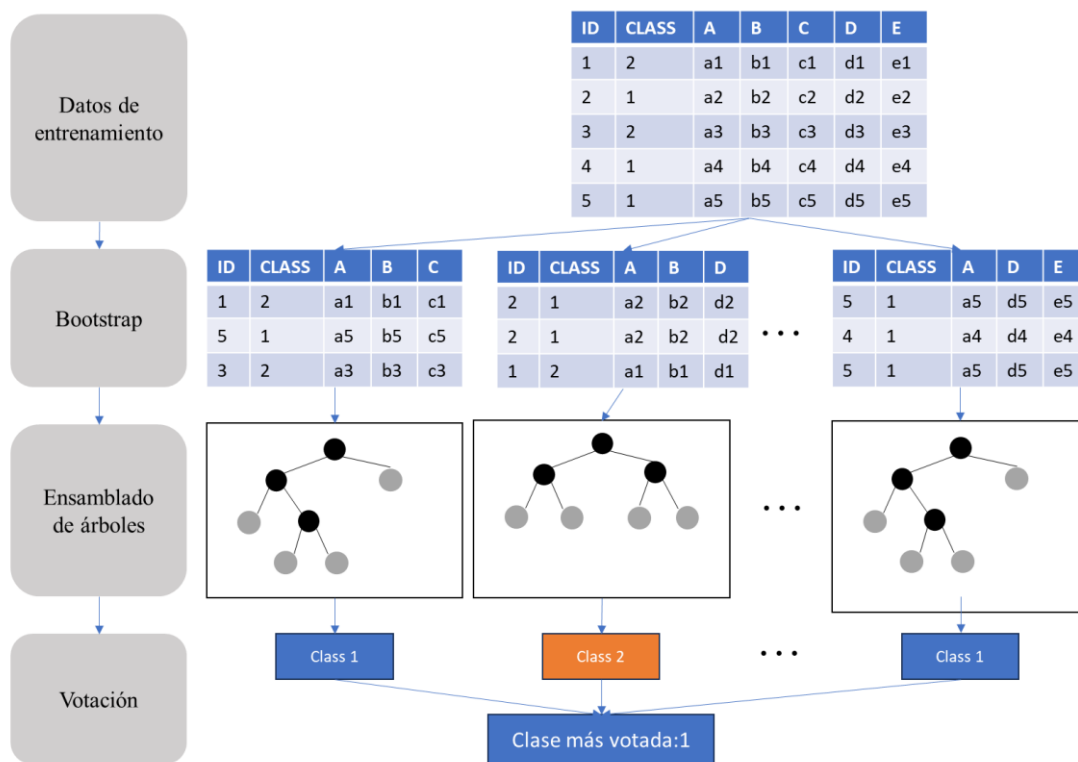 Datos de
entrenamiento
ID CLASS A B C D E
1 2 a1 b1 c1 d1 e1
2 1 a2 b2 c2 d2 e2
3 2 a3 b3 c3 d3 e3
4 1 a4 b4 c4 d4 e4
5 1 a5 b5 c5 d5 e5
Bootstrap
ID CLASS A B C
1 2 a1 b1 c1
5 1 a5 b5 c5
3 2 a3 b3 c3
ID CLASS A B D
2 1 a2 b2 d2
2 1 a2 b2 d2
1 2 a1 b1 d1
...
ID CLASS A D E
5 1 a5 d5 e5
4 1 a4 d4 e4
5 1 a5 d5 e5
Ensamblado
de árboles
...
Votación
Class 1
Class 2
...
Class 1
Clase más votada:1